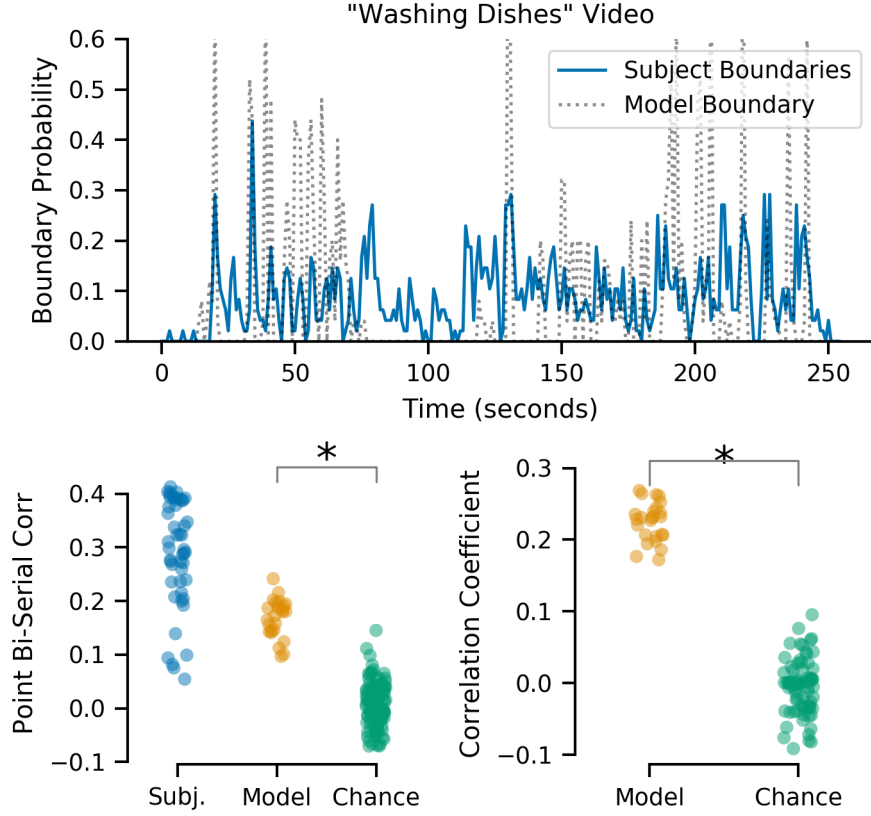 "Washing Dishes" Video
Boundary Probability
0.6
0.5
0.4
0.3
0.2
0.1
0.0
Subject Boundaries
Model Boundary
0 50 100 150 200 250
Time (seconds)
Point Bi-Serial Corr
0.4
0.3
0.2
0.1
0.0
−0.1
*
Subj. Model Chance
Correlation Coefficient
0.3
0.2
0.1
0.0
−0.1
*
Model Chance